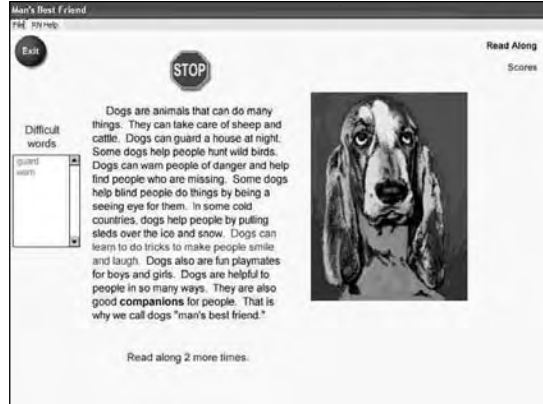 Man's Best Friend
File RN Help
Exit
Read Along
Scores
STOP
Difficult
words
guard
warn
Dogs are animals that can do many
things. They can take care of sheep and
cattle. Dogs can guard a house at night.
Some dogs help people hunt wild birds.
Dogs can warn people of danger and help
find people who are missing. Some dogs
help blind people do things by being a
seeing eye for them. In some cold
countries, dogs help people by pulling
sleds over the ice and snow. Dogs can
learn to do tricks to make people smile
and laugh. Dogs also are fun playmates
for boys and girls. Dogs are helpful to
people in so many ways. They are also
good companions for people. That is
why we call dogs "man's best friend."
Read along 2 more times.